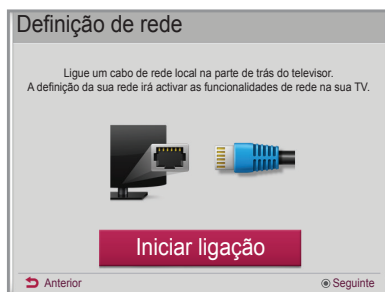 Definição de rede
Ligue um cabo de rede local na parte de trás do televisor.
A definição da sua rede irá activar as funcionalidades de rede na sua TV.
Iniciar ligação
Anterior
Seguinte